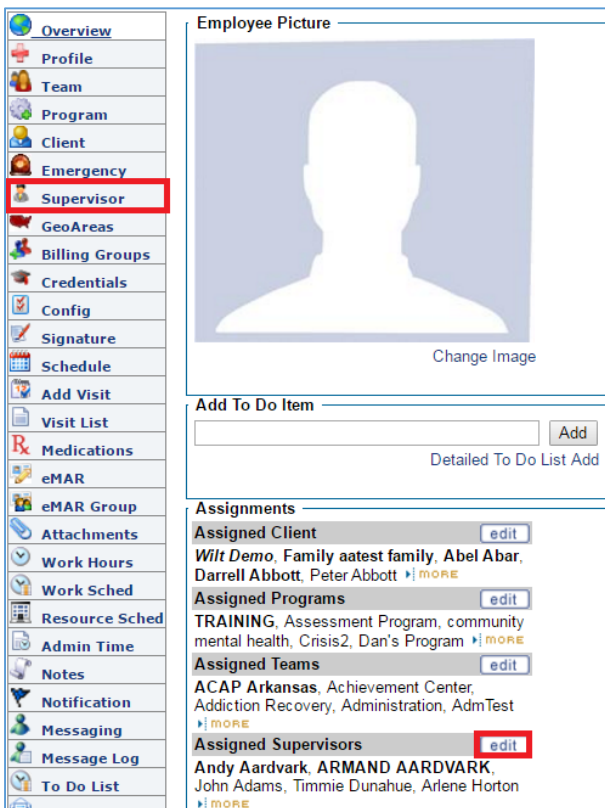 Overview
Profile
Team
Program
Client
Emergency
Supervisor
GeoAreas
Billing Groups
Credentials
Config
Signature
Schedule
Add Visit
Visit List
Medications
eMAR
eMAR Group
Attachments
Work Hours
Work Sched
Resource Sched
Admin Time
Notes
Notification
Messaging
Message Log
To Do List
Employee Picture
Change Image
Add To Do Item
Add
Detailed To Do List Add
Assignments
Assigned Client edit
Wilt Demo, Family aatest family, Abel Abar,
Darrell Abbott, Peter Abbott MORE
Assigned Programs edit
TRAINING, Assessment Program, community
mental health, Crisis2, Dan's Program MORE
Assigned Teams edit
ACAP Arkansas, Achievement Center,
Addiction Recovery, Administration, AdmTest
MORE
Assigned Supervisors edit
Andy Aardvark, ARMAND AARDVARK,
John Adams, Timmie Dunahue, Arlene Horton
MORE